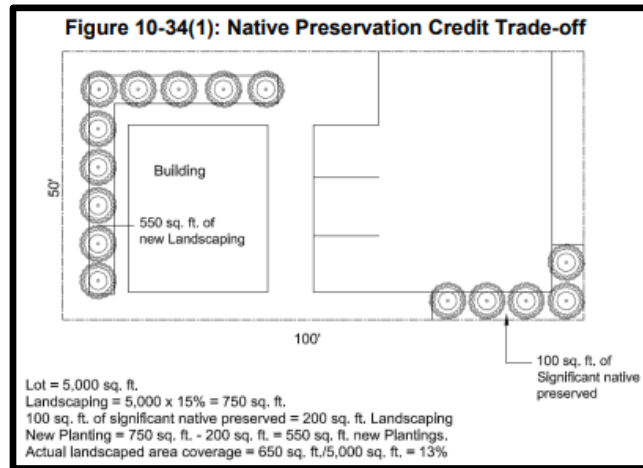 Figure 10-34(1): Native Preservation Credit Trade-off
Building
50'
550 sq. ft. of
new Landscaping
100'
100 sq. ft. of
Significant native
preserved
Lot = 5,000 sq. ft.
Landscaping = 5,000 x 15% = 750 sq. ft.
100 sq. ft. of significant native preserved = 200 sq. ft. Landscaping
New Planting = 750 sq. ft. - 200 sq. ft. = 550 sq. ft. new Plantings.
Actual landscaped area coverage = 650 sq. ft./5,000 sq. ft. = 13%